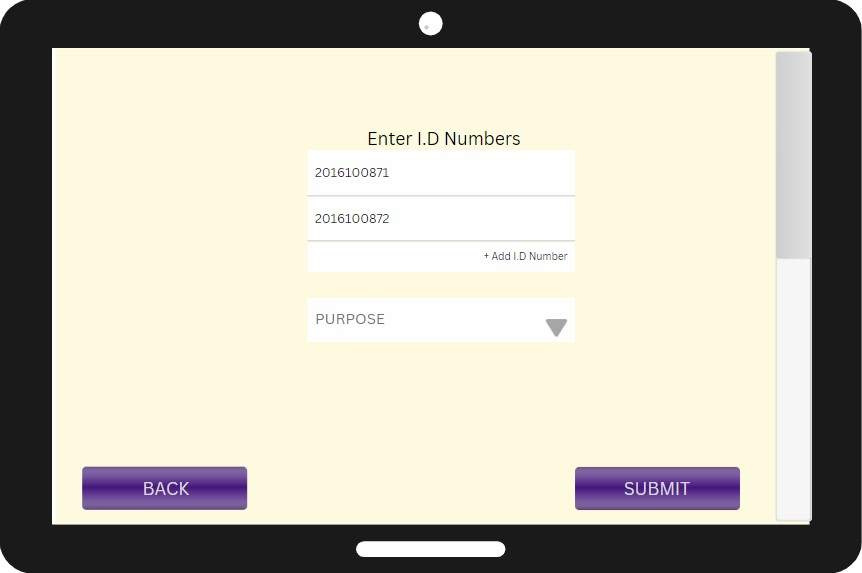 Enter I.D Numbers
2016100871
2016100872
+ Add I.D Number
PURPOSE
BACK
SUBMIT